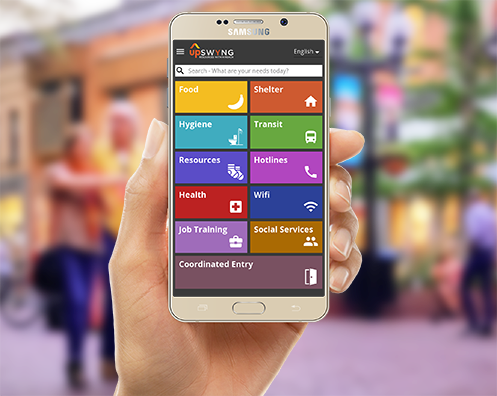 SAMSUNG
upSWYNG
English
Search - What are your needs today?
Food
Shelter
Hygiene
Transit
Resources
Hotlines
Health
Wifi
Job Training
Social Services
Coordinated Entry